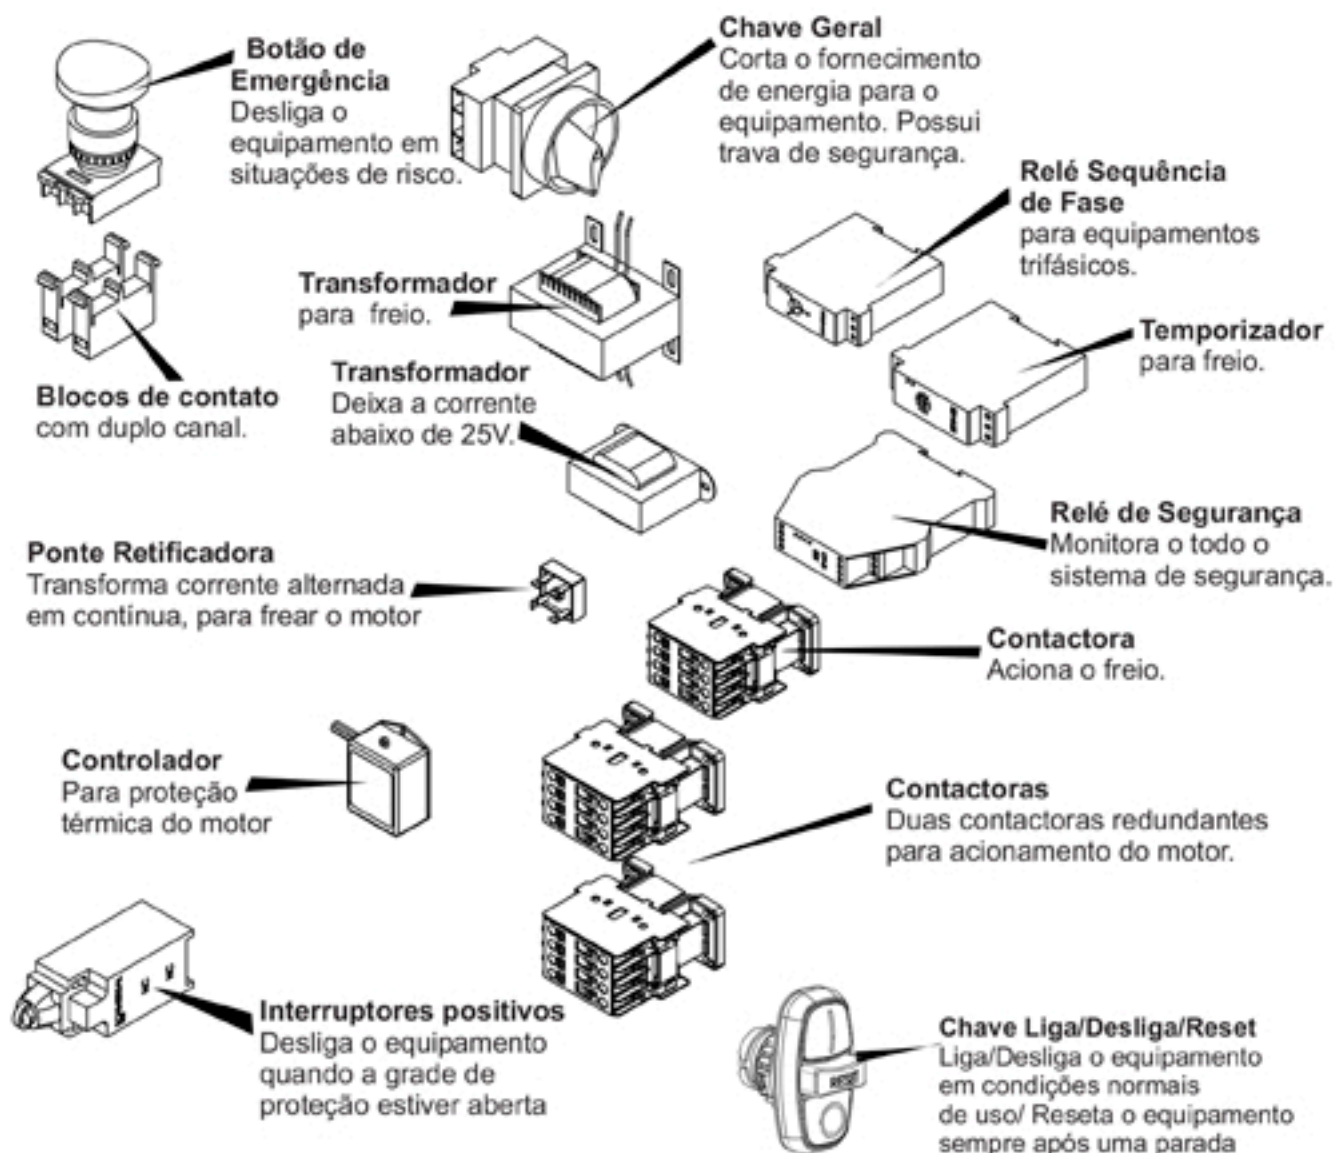 Botão de
Emergência
Desliga o
equipamento em
situações de risco.
Chave Geral
Corta o fornecimento
de energia para o
equipamento. Possui
trava de segurança.
Relé Sequência
de Fase
para equipamentos
trifásicos.
Transformador
para freio.
Temporizador
para freio.
Blocos de contato
com duplo canal.
Transformador
Deixa a corrente
abaixo de 25V.
Relé de Segurança
Monitora o todo o
sistema de segurança.
Ponte Retificadora
Transforma corrente alternada
em contínua, para frear o motor
Contactora
Aciona o freio.
Controlador
Para proteção
térmica do motor
Contactoras
Duas contactoras redundantes
para acionamento do motor.
Interruptores positivos
Desliga o equipamento
quando a grade de
proteção estiver aberta
RESET
Chave Liga/Desliga/Reset
Liga/Desliga o equipamento
em condições normais
de uso/ Reseta o equipamento
sempre após uma parada